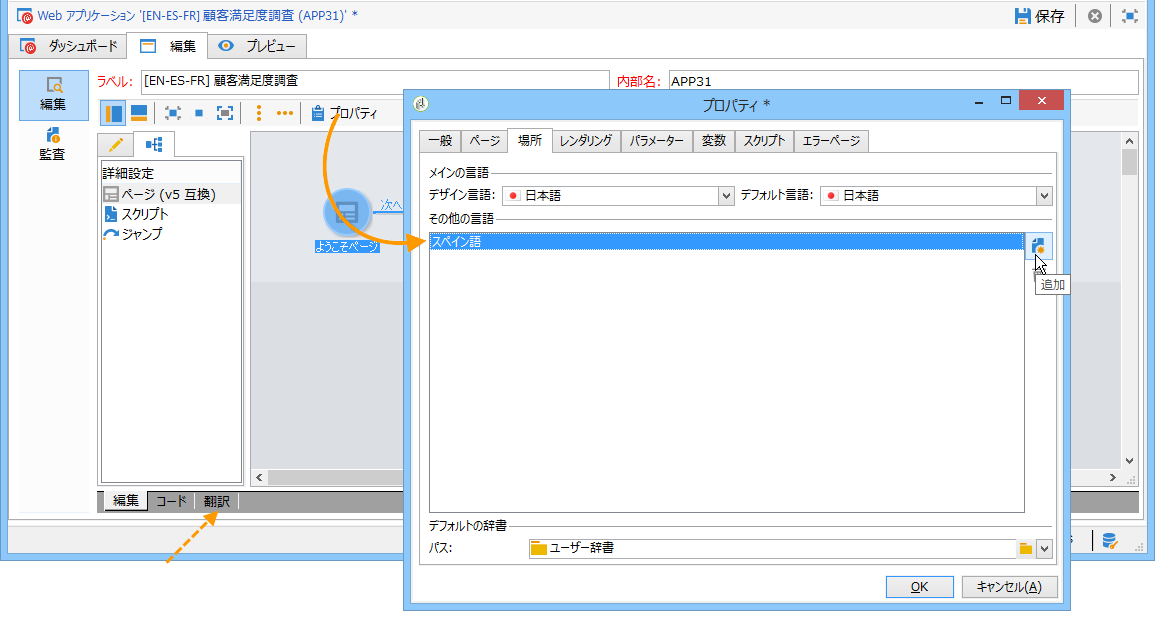 Web アプリケーション '[EN-ES-FR] 顧客満足度調査 (APP31)' *
保存
ダッシュボード
編集
プレビュー
編集
監査
ラベル:
[EN-ES-FR] 顧客満足度調査
内部名:
APP31
プロパティ
詳細設定
ページ (v5 互換)
スクリプト
ジャンプ
次へ
ようこそページ
編集
コード
翻訳
プロパティ *
一般
ページ
場所
レンダリング
パラメーター
変数
スクリプト
エラーページ
メインの言語
デザイン言語:
日本語
デフォルト言語:
日本語
その他の言語
スペイン語
追加
デフォルトの辞書
パス:
ユーザー辞書
OK
キャンセル(A)